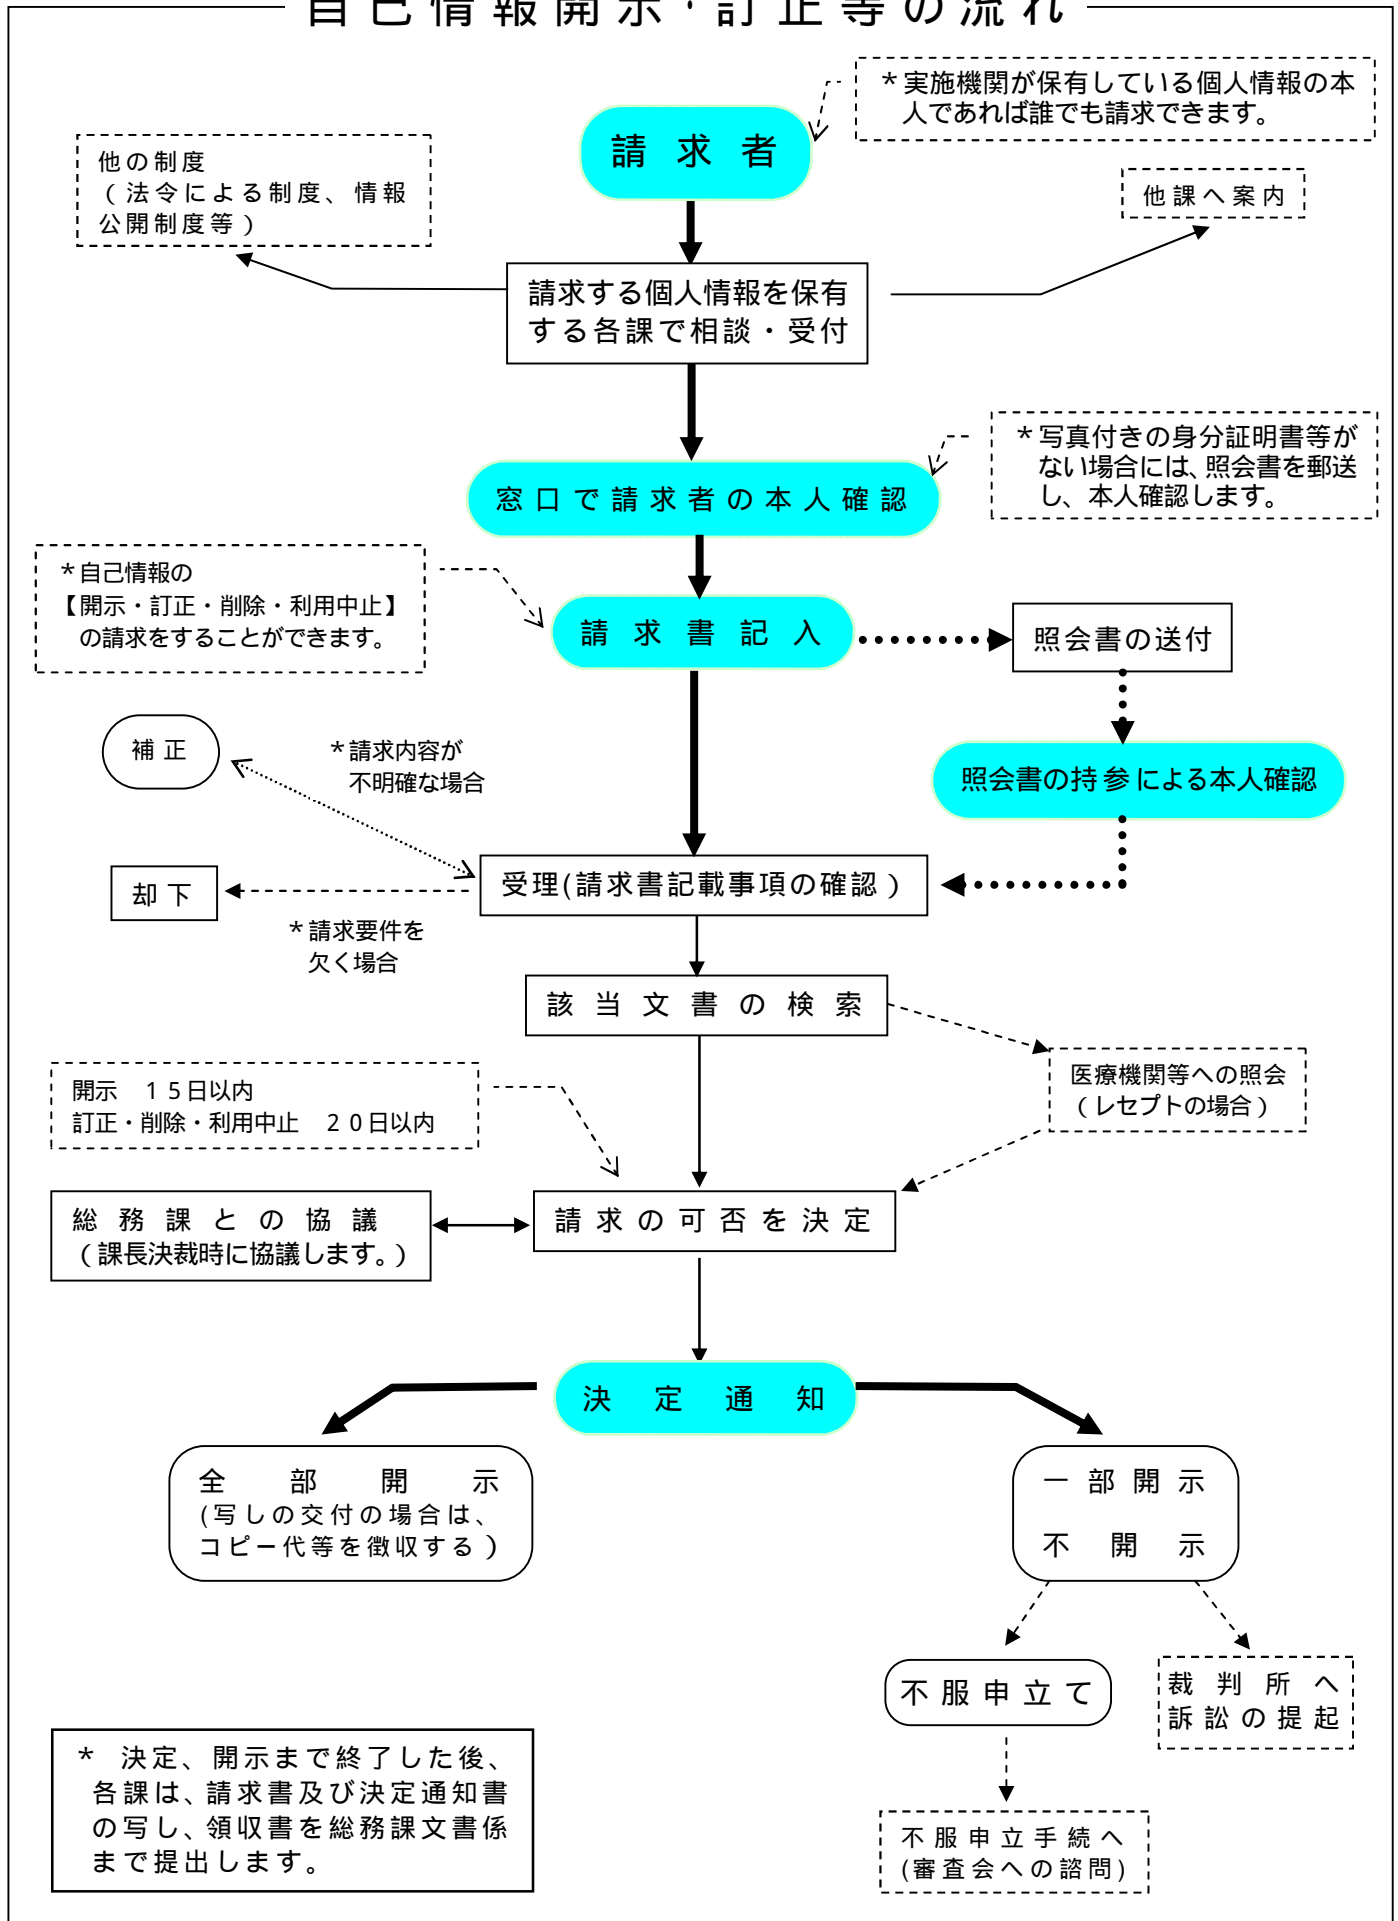 自己情報開示・訂正等の流れ
*実施機関が保有している個人情報の本
人であれば誰でも請求できます。
請求者
他の制度
（法令による制度、情報
公開制度等）
他課へ案内
請求する個人情報を保有
する各課で相談・受付
*写真付きの身分証明書等が
ない場合には、照会書を郵送
し、本人確認します。
窓口で請求者の本人確認
*自己情報の
【開示・訂正・削除・利用中止】
の請求をすることができます。
請求書記入
照会書の送付
補正
*請求内容が
不明確な場合
照会書の持参による本人確認
却下
受理(請求書記載事項の確認）
*請求要件を
欠く場合
該当文書の検索
開示　１５日以内
訂正・削除・利用中止　２０日以内
医療機関等への照会
（レセプトの場合）
総務課との協議
（課長決裁時に協議します。）
請求の可否を決定
決定通知
全部開示
(写しの交付の場合は、
コピー代等を徴収する）
一部開示
不開示
不服申立て
裁判所へ
訴訟の提起
*　決定、開示まで終了した後、
各課は、請求書及び決定通知書
の写し、領収書を総務課文書係
まで提出します。
不服申立手続へ
(審査会への諮問)